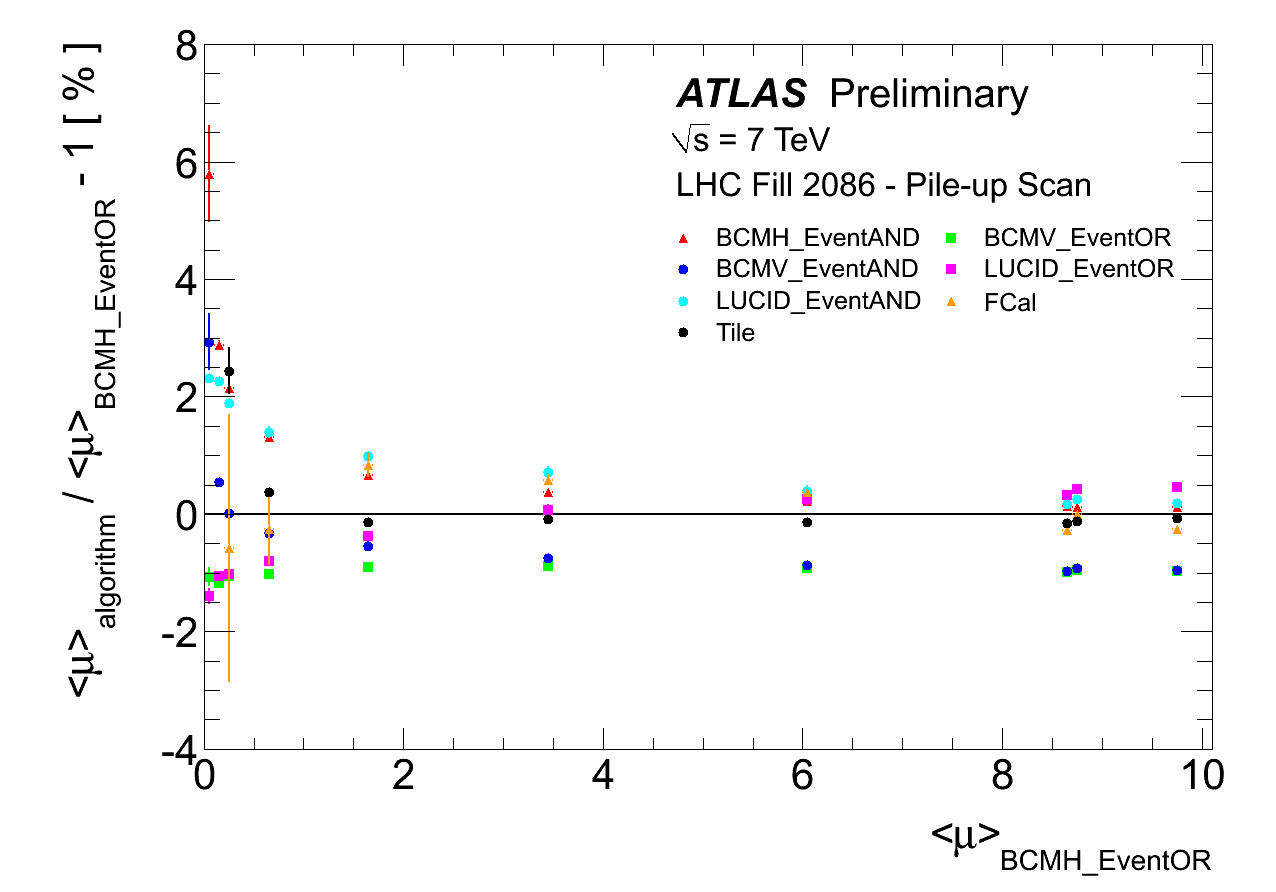 <μ>algorithm / <μ>BCMH_EventOR - 1 [ % ]
8
6
4
2
0
-2
-4
ATLAS Preliminary
√s = 7 TeV
LHC Fill 2086 - Pile-up Scan
BCMH_EventAND BCMV_EventOR
BCMV_EventAND LUCID_EventOR
LUCID_EventAND FCal
Tile
0 2 4 6 8 10
<μ>BCMH_EventOR